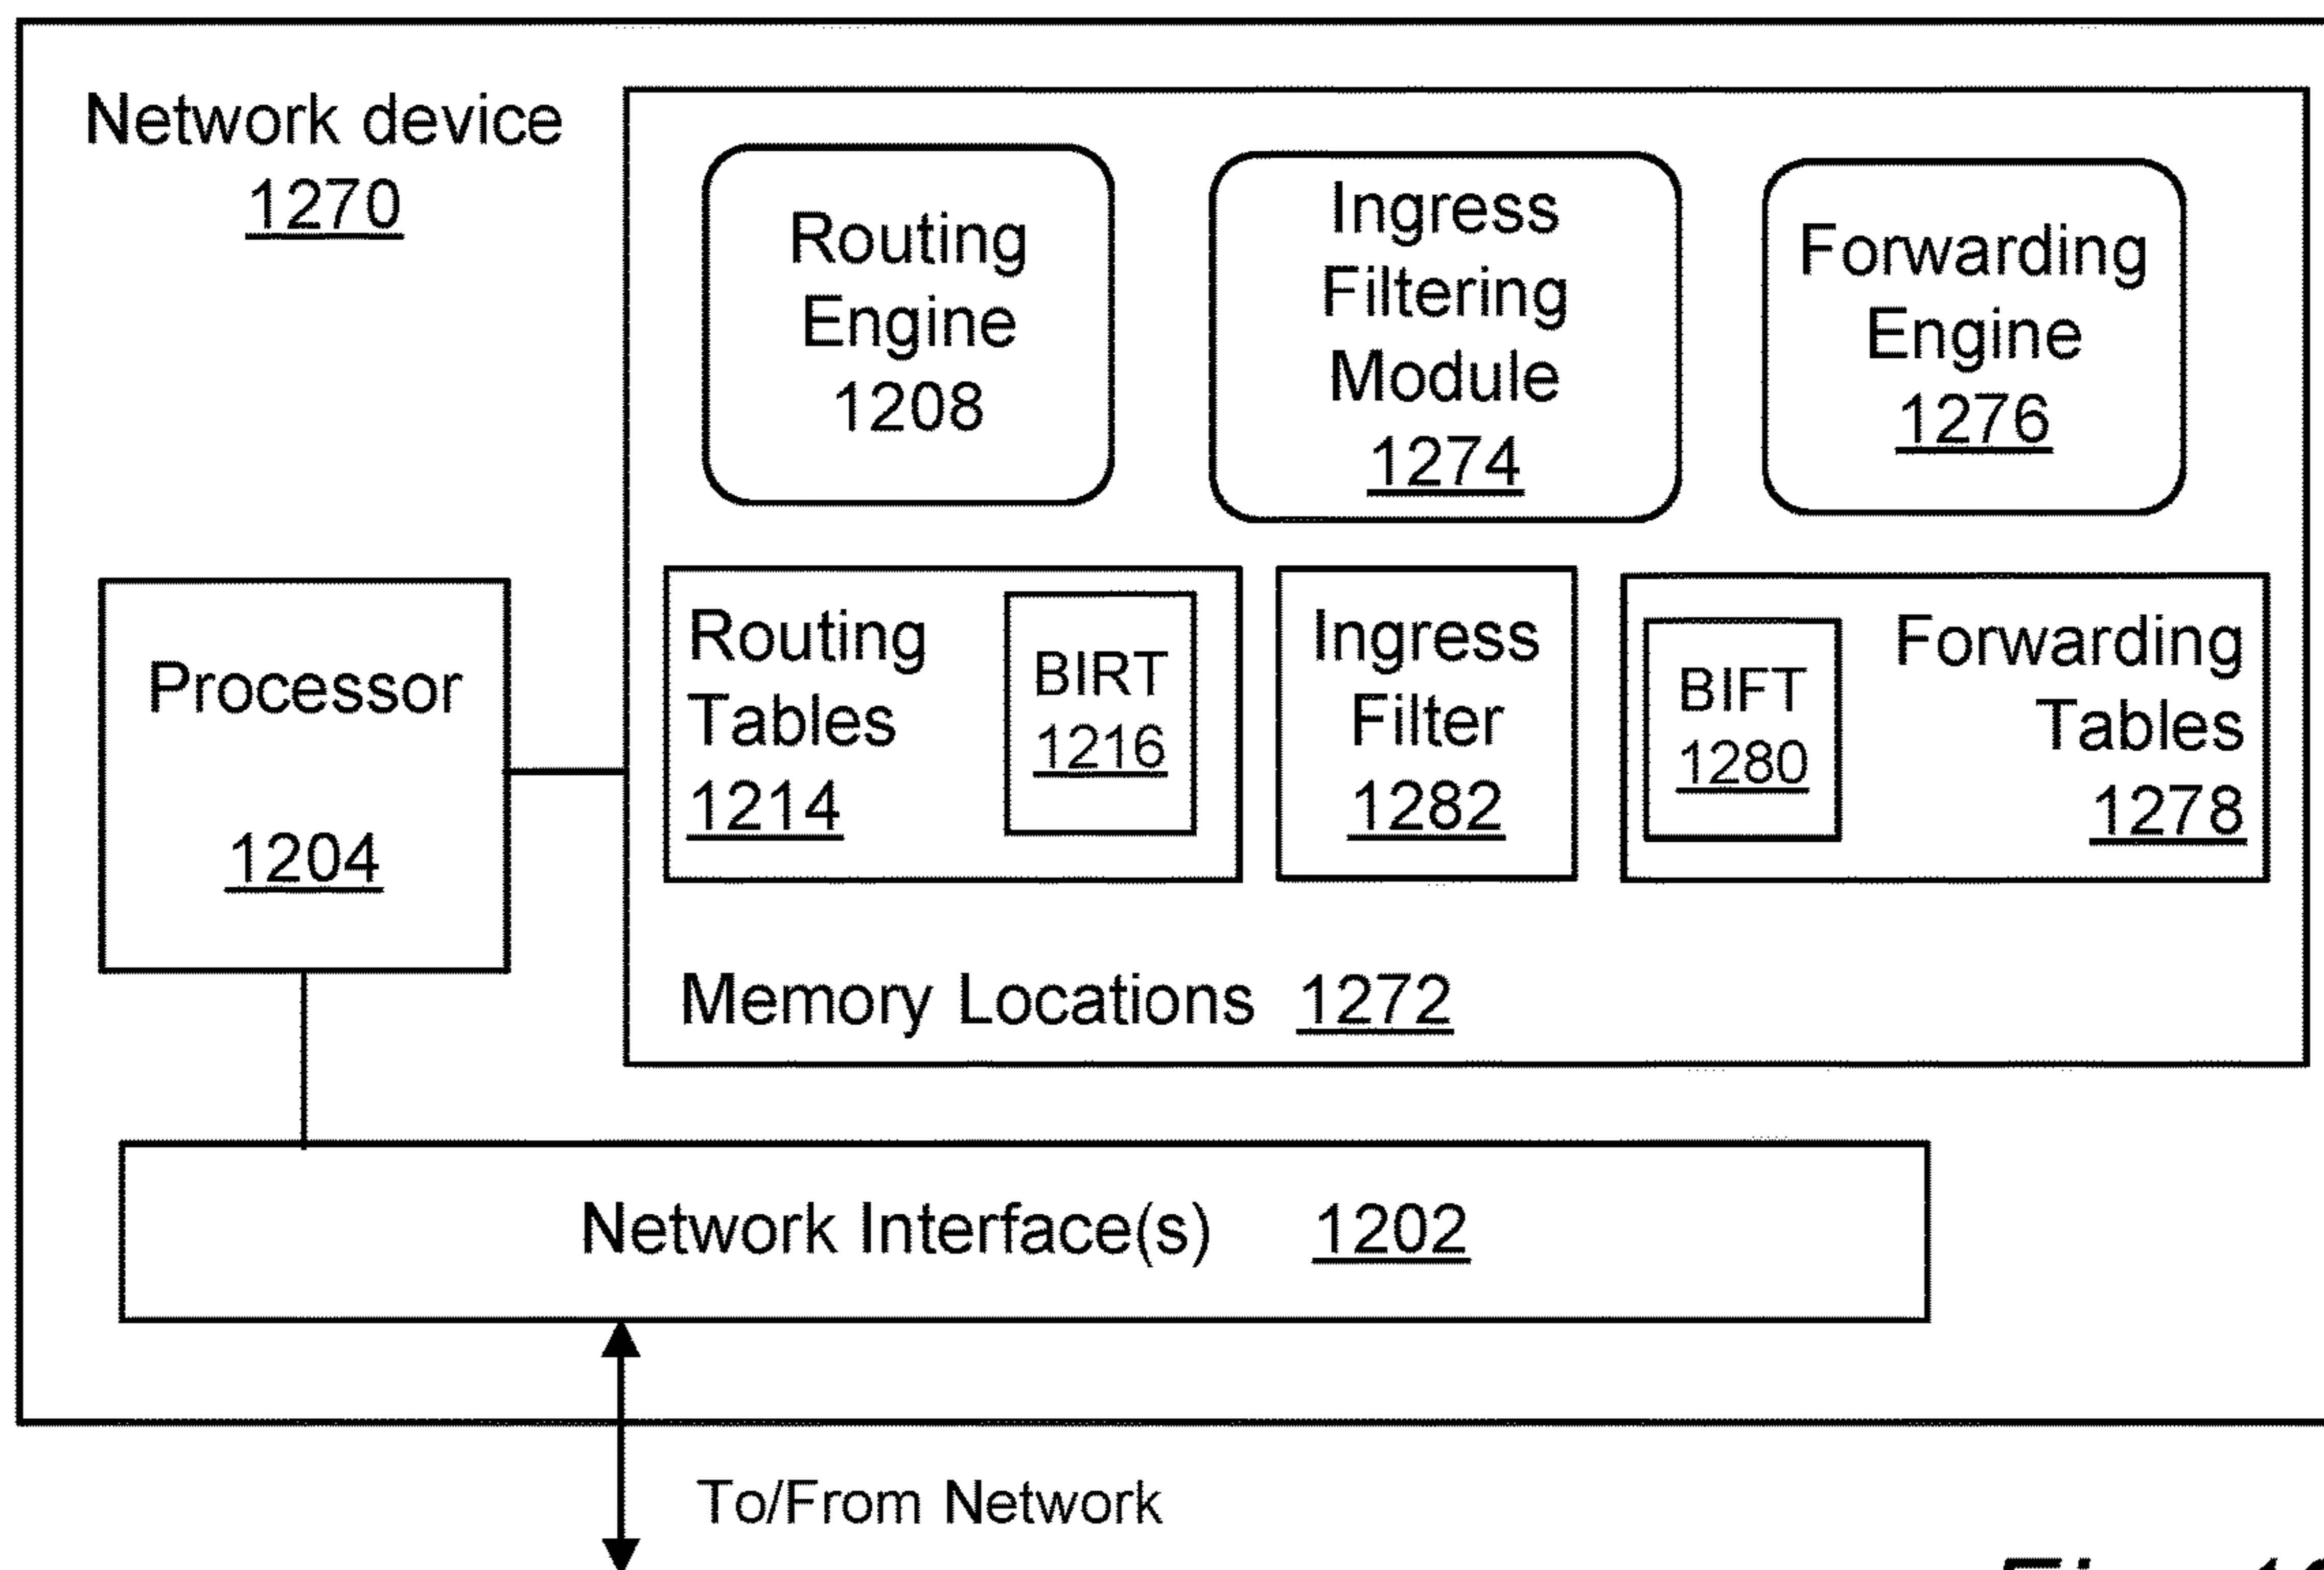 Network device
1270
Routing
Engine
1208
Ingress
Filtering
Module
1274
Forwarding
Engine
1276
Processor
1204
Routing
Tables
1214
BIRT
1216
Ingress
Filter
1282
BIFT
1280
Forwarding
Tables
1278
Memory Locations 1272
Network Interface(s) 1202
To/From Network